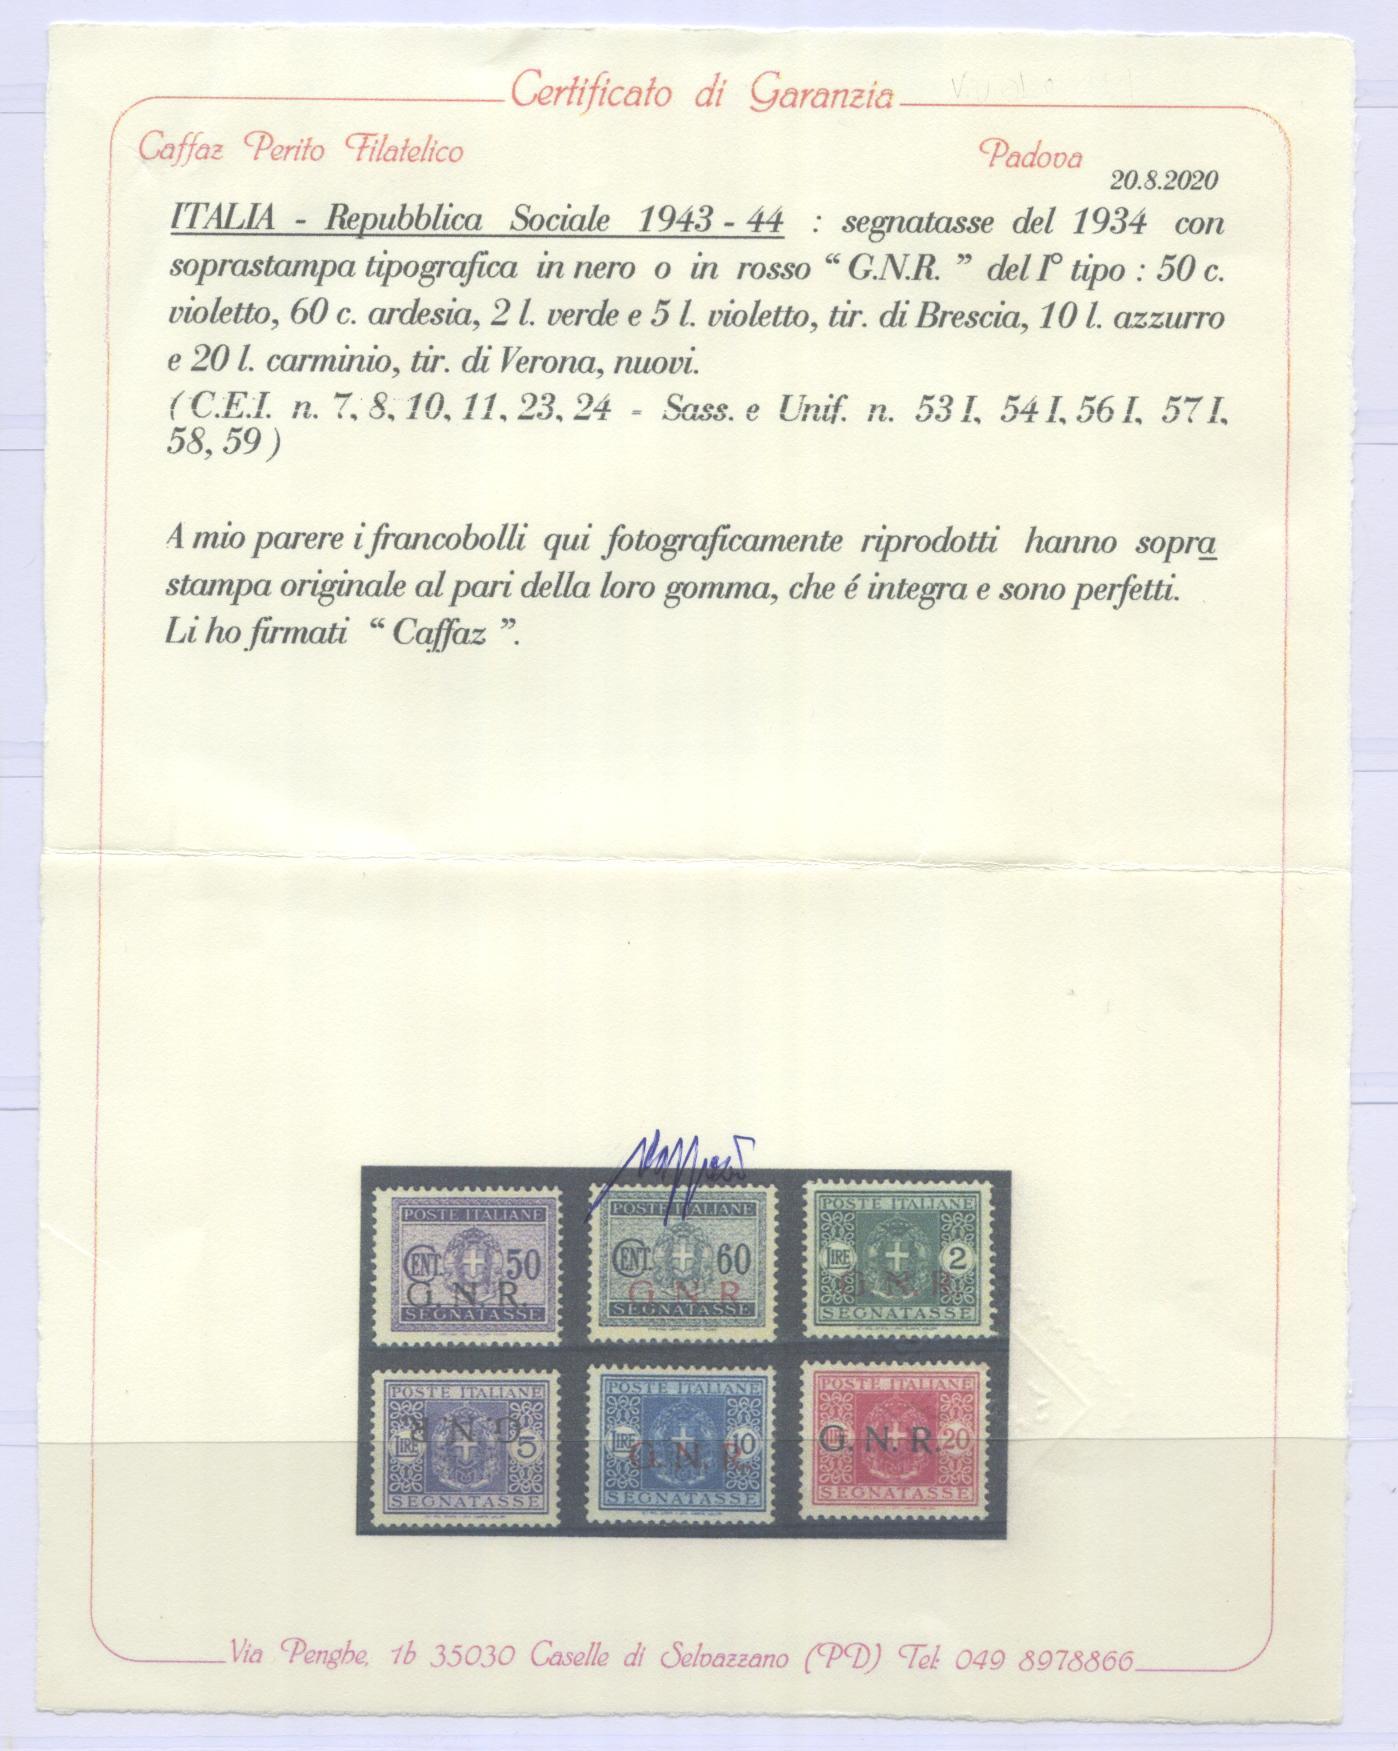 Certificato di Garanzia
Caffaz Perito Filatelico
Padova
20.8.2020
ITALIA - Repubblica Sociale 1943 - 44 : segnatasse del 1934 con
soprastampa tipografica in nero o in rosso “ G.N.R. ” del I° tipo : 50 c.
violetto, 60 c. ardesia, 2 l. verde e 5 l. violetto, tir. di Brescia, 10 l. azzurro
e 20 l. carminio, tir. di Verona, nuovi.
( C.E.I. n. 7, 8, 10, 11, 23, 24 - Sass. e Unif. n. 53 I, 54 I, 56 I, 57 I,
58, 59 )
A mio parere i francobolli qui fotograficamente riprodotti hanno sopra
stampa originale al pari della loro gomma, che é integra e sono perfetti.
Li ho firmati “ Caffaz ”.
POSTE ITALIANE
CENT. 50
G. N. R.
SEGNATASSE
POSTE ITALIANE
CENT. 60
G. N. R
SEGNATASSE
POSTE ITALIANE
LIRE 2
G. N. R.
SEGNATASSE
POSTE ITALIANE
G. N. R.
LIRE 5
SEGNATASSE
POSTE ITALIANE
LIRE 10
G. N. R.
SEGNATASSE
POSTE ITALIANE
LIRE 20
G. N. R.
SEGNATASSE
Via Penghe, 1b 35030 Caselle di Selvazzano (PD) Tel: 049 8978866